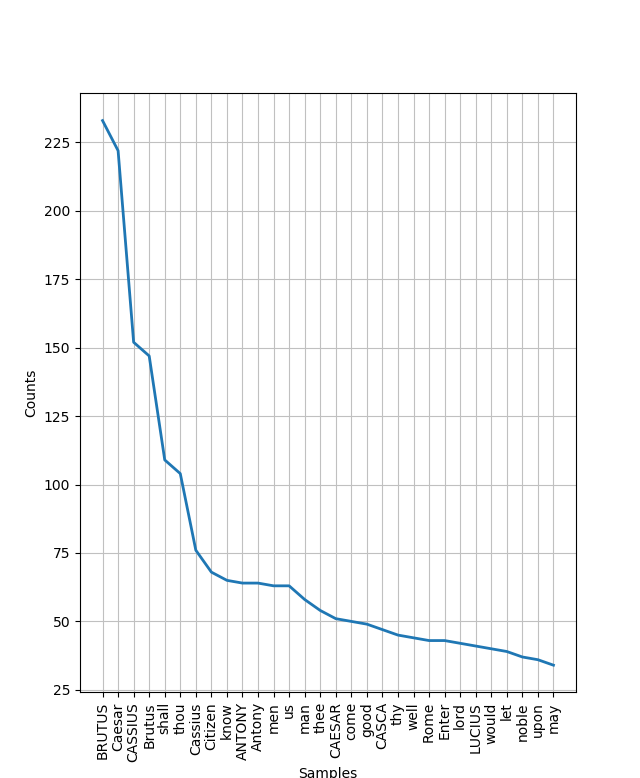 225
200
175
150
125
100
75
50
25
Counts
BRUTUS
Caesar
CASSIUS
Brutus
shall
thou
Cassius
Citizen
know
ANTONY
Antony
men
us
man
thee
CAESAR
come
good
CASCA
thy
well
Rome
Enter
lord
LUCIUS
would
let
noble
upon
may
Samples